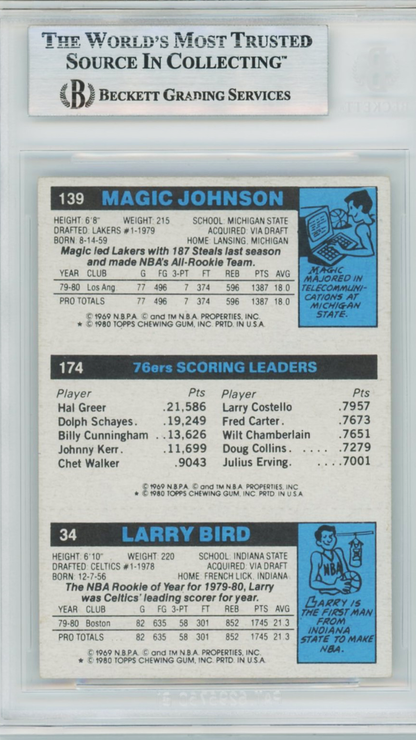 THE WORLD'S MOST TRUSTED
SOURCE IN COLLECTING™
B BECKETT GRADING SERVICES
139 MAGIC JOHNSON
HEIGHT: 6'8" WEIGHT: 215 SCHOOL: MICHIGAN STATE
DRAFTED: LAKERS #1-1979 ACQUIRED: VIA DRAFT
BORN 8-14-59 HOME: LANSING, MICHIGAN
Magic led Lakers with 187 Steals last season
and made NBA's All-Rookie Team.
YEAR CLUB G FG 3-PT FT REB PTS AVG
79-80 Los Ang 77 496 7 374 596 1387 18.0
PRO TOTALS 77 496 7 374 596 1387 18.0
© 1969 N.B.P.A. © and TM N.B.A. PROPERTIES, INC.
★ © 1980 TOPPS CHEWING GUM, INC. PRTD. IN U.S.A.
MAGIC
MAJORED IN
TELECOMMUNI-
CATIONS AT
MICHIGAN
STATE.
174 76ers SCORING LEADERS
Player Pts Player Pts
Hal Greer .21,586 Larry Costello .7957
Dolph Schayes. .19,249 Fred Carter. .7673
Billy Cunningham . .13,626 Wilt Chamberlain .7651
Johnny Kerr. .11,699 Doug Collins . . . . .7279
Chet Walker .9043 Julius Erving. . . . .7001
© 1969 N.B.P.A. © and TM N.B.A. PROPERTIES, INC.
★ © 1980 TOPPS CHEWING GUM, INC. PRTD. IN U.S.A.
34 LARRY BIRD
HEIGHT: 6'10" WEIGHT: 220 SCHOOL: INDIANA STATE
DRAFTED: CELTICS #1-1978 ACQUIRED: VIA DRAFT
BORN: 12-7-56 HOME: FRENCH LICK, INDIANA
The NBA Rookie of Year for 1979-80, Larry
was Celtics' leading scorer for year.
YEAR CLUB G FG 3-PT FT REB PTS AVG
79-80 Boston 82 635 58 301 852 1745 21.3
PRO TOTALS 82 635 58 301 852 1745 21.3
© 1969 N.B.P.A. © and TM N.B.A. PROPERTIES, INC.
★ © 1980 TOPPS CHEWING GUM, INC. PRTD. IN U.S.A.
NBA
LARRY IS
THE FIRST MAN
FROM
INDIANA
STATE TO MAKE
NBA.